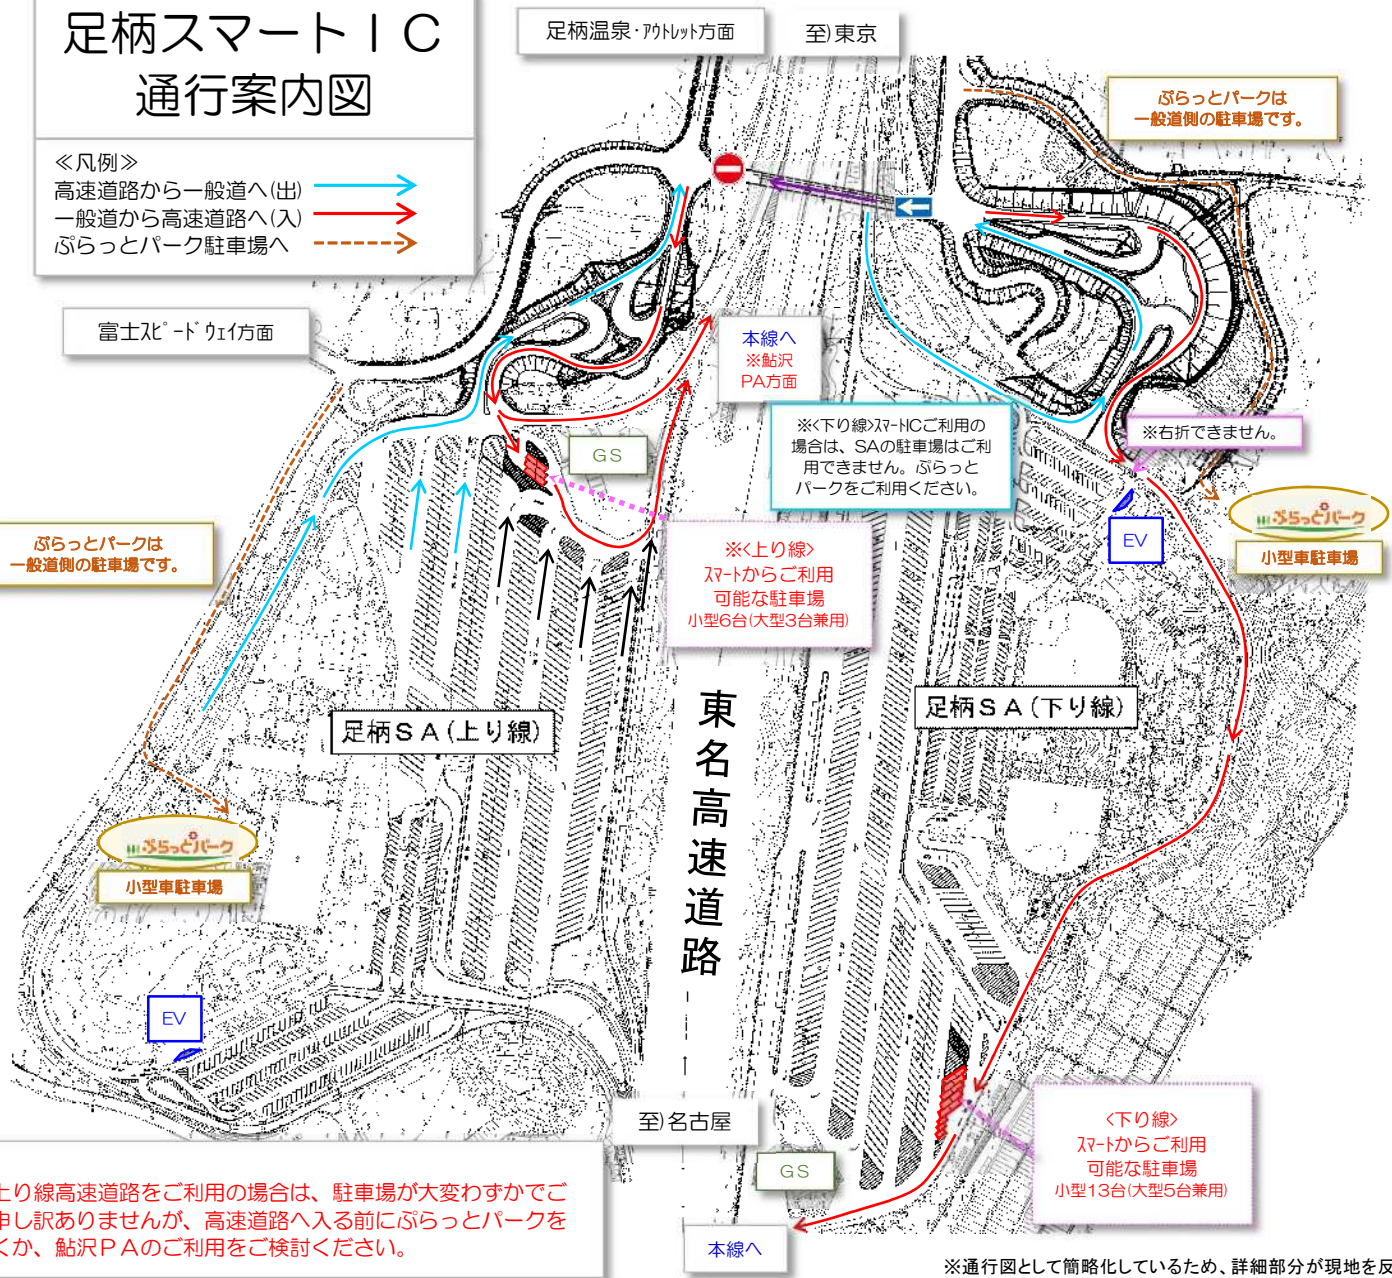 足柄スマートIC
通行案内図
≪凡例≫
高速道路から一般道へ(出)
一般道から高速道路へ(入)
ぷらっとパーク駐車場へ
足柄温泉・アウトレット方面
至)東京
ぷらっとパークは
一般道側の駐車場です。
富士スピードウェイ方面
本線へ
※鮎沢
PA方面
※<下り線>スマートICご利用の
場合は、SAの駐車場はご利
用できません。ぷらっと
パークをご利用ください。
※右折できません。
GS
EV
ぷらっとパーク
小型車駐車場
ぷらっとパークは
一般道側の駐車場です。
※<上り線>
スマートからご利用
可能な駐車場
小型6台(大型3台兼用)
足柄SA(上り線)
足柄SA(下り線)
東名高速道路
ぷらっとパーク
小型車駐車場
EV
至)名古屋
GS
<下り線>
スマートからご利用
可能な駐車場
小型13台(大型5台兼用)
上り線高速道路をご利用の場合は、駐車場が大変わずかでご
申し訳ありませんが、高速道路へ入る前にぷらっとパークを
くか、鮎沢PAのご利用をご検討ください。
本線へ
※通行図として簡略化しているため、詳細部分が現地を反